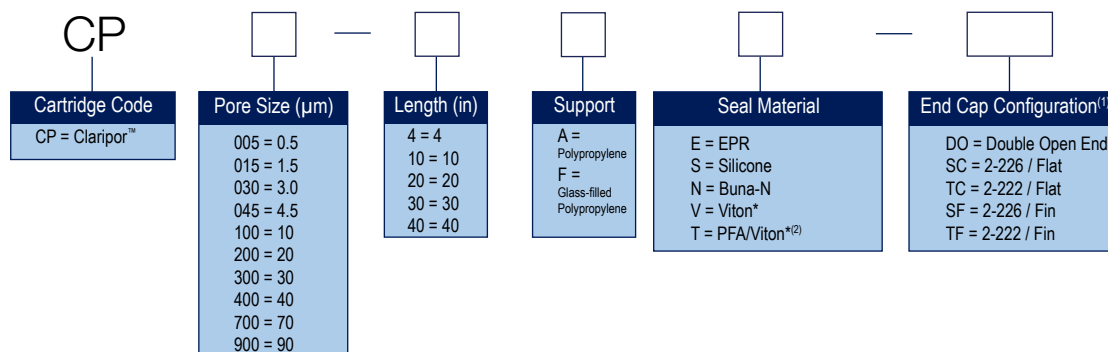 CP
Cartridge Code
CP = Claripor™
Pore Size (µm)
005 = 0.5
015 = 1.5
030 = 3.0
045 = 4.5
100 = 10
200 = 20
300 = 30
400 = 40
700 = 70
900 = 90
Length (in)
4 = 4
10 = 10
20 = 20
30 = 30
40 = 40
Support
A =
Polypropylene
F =
Glass-filled
Polypropylene
Seal Material
E = EPR
S = Silicone
N = Buna-N
V = Viton*
T = PFA/Viton*(2)
End Cap Configuration(1)
DO = Double Open End
SC = 2-226 / Flat
TC = 2-222 / Flat
SF = 2-226 / Fin
TF = 2-222 / Fin